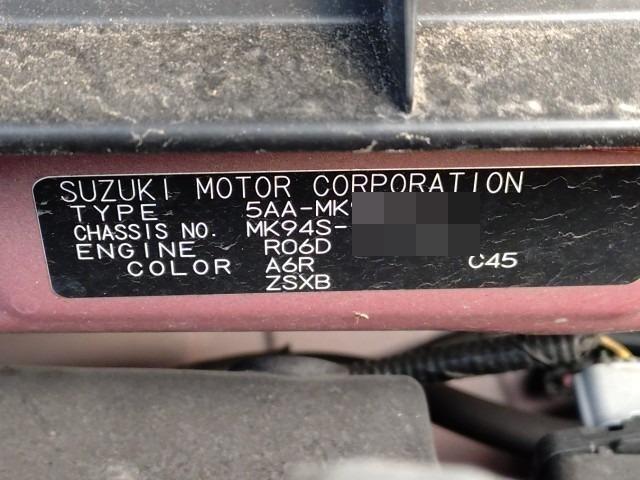 SUZUKI MOTOR CORPORATION
TYPE 5AA-MK
CHASSIS NO. MK94S-
ENGINE R06D
COLOR A6R C45
ZSXB